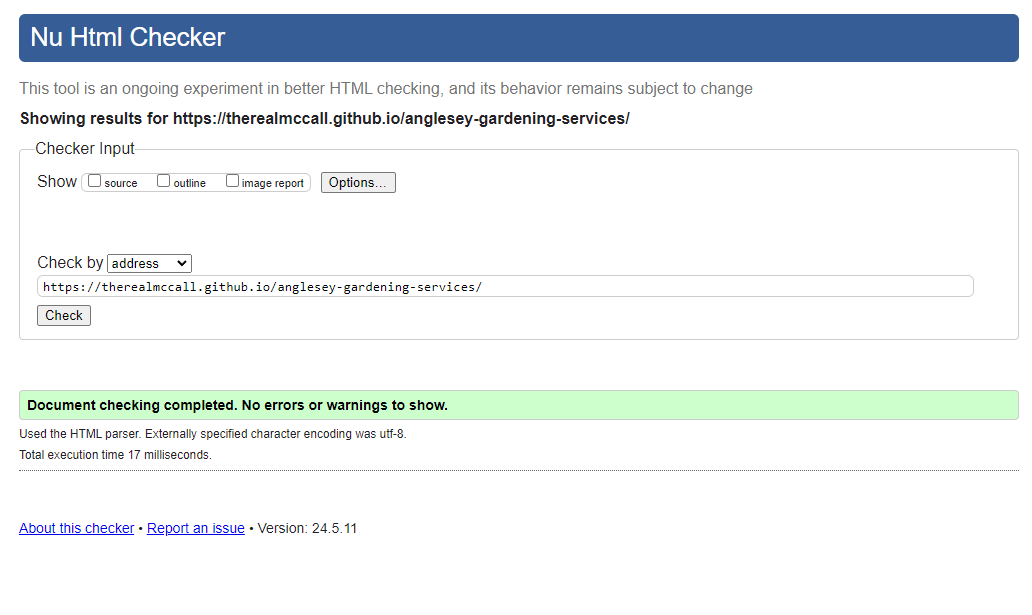 Nu Html Checker
This tool is an ongoing experiment in better HTML checking, and its behavior remains subject to change
Showing results for https://therealmccall.github.io/anglesey-gardening-services/
Checker Input
Show source outline image report Options...
Check by address
https://therealmccall.github.io/anglesey-gardening-services/
Check
Document checking completed. No errors or warnings to show.
Used the HTML parser. Externally specified character encoding was utf-8.
Total execution time 17 milliseconds.
About this checker • Report an issue • Version: 24.5.11